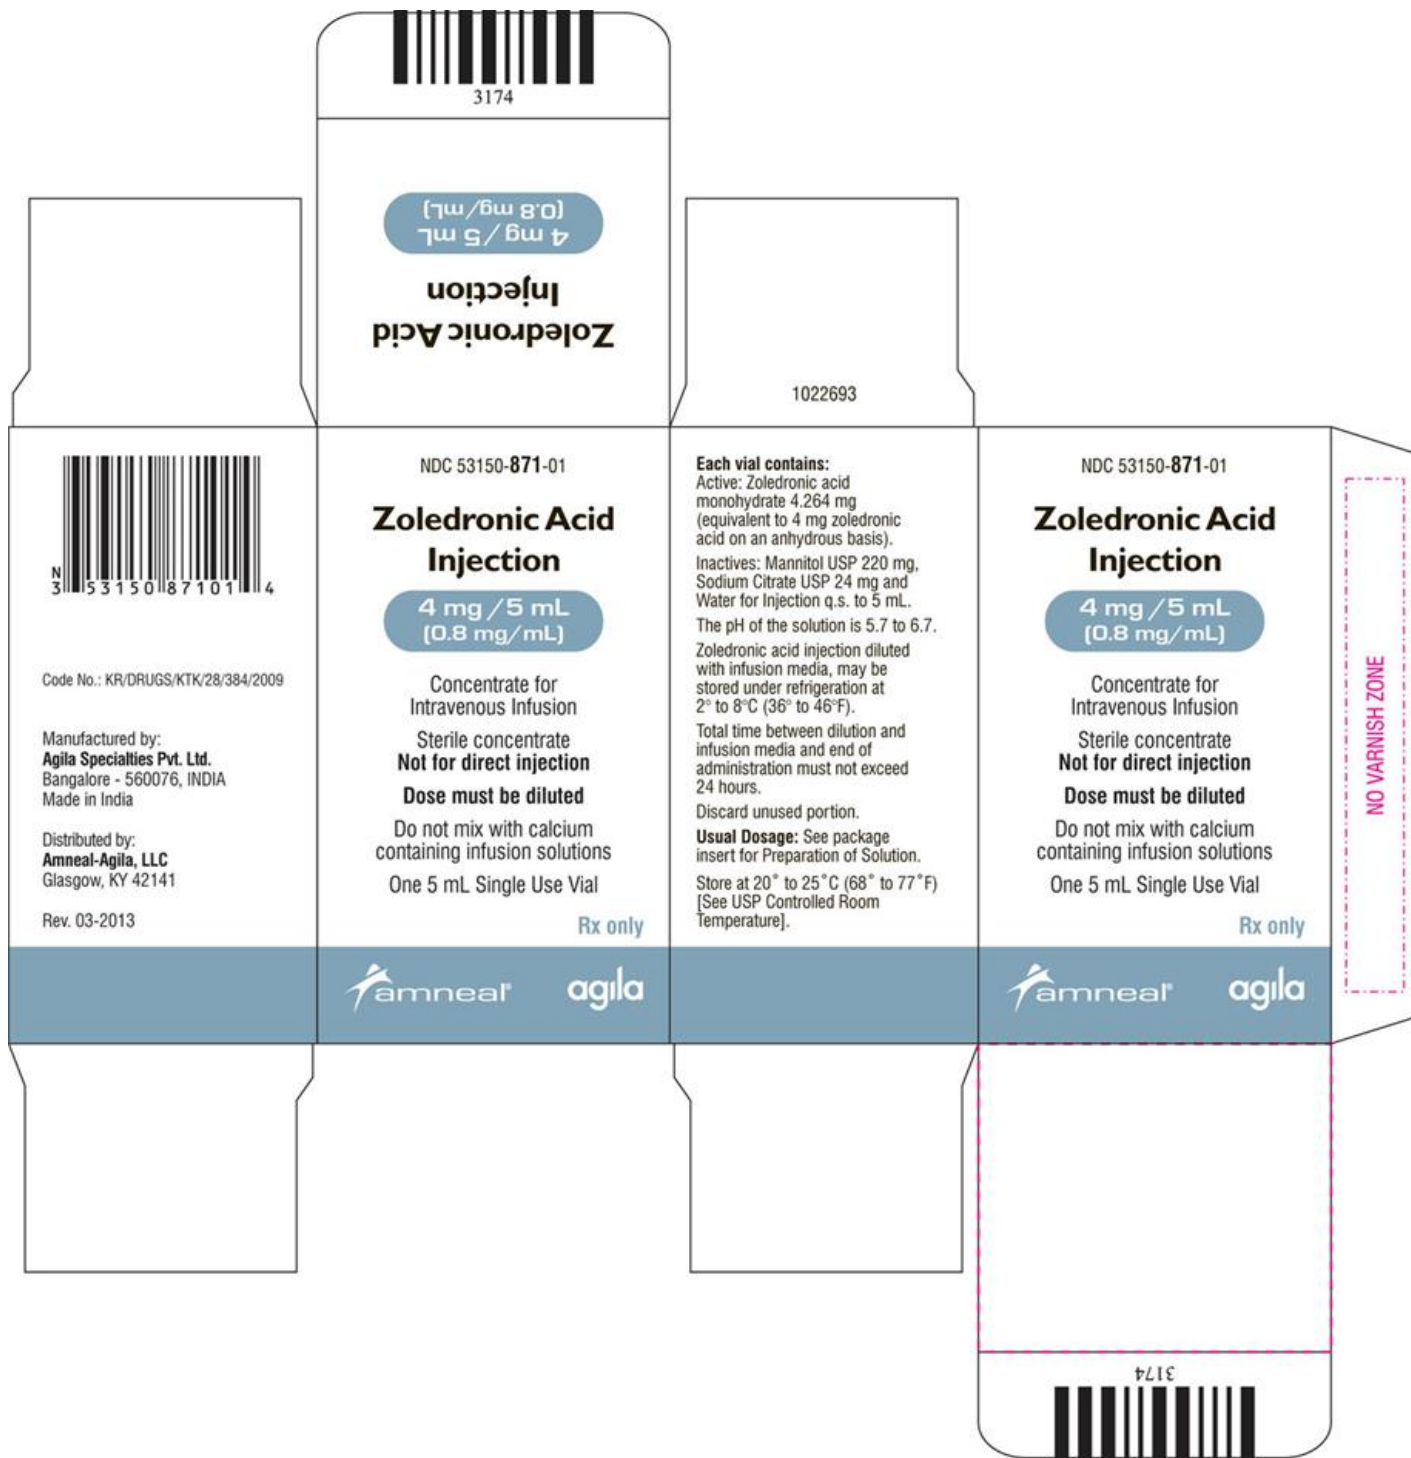 3174
Zoledronic Acid
Injection
4 mg/5 mL
(0.8 mg/mL)
1022693
N
3 53150 87101 4
Code No.: KR/DRUGS/KTK/28/384/2009
Manufactured by:
Agila Specialties Pvt. Ltd.
Bangalore - 560076, INDIA
Made in India
Distributed by:
Amneal-Agila, LLC
Glasgow, KY 42141
Rev. 03-2013
NDC 53150-871-01
Zoledronic Acid
Injection
4 mg/5 mL
(0.8 mg/mL)
Concentrate for
Intravenous Infusion
Sterile concentrate
Not for direct injection
Dose must be diluted
Do not mix with calcium
containing infusion solutions
One 5 mL Single Use Vial
Rx only
amneal®
agila
Each vial contains:
Active: Zoledronic acid
monohydrate 4.264 mg
(equivalent to 4 mg zoledronic
acid on an anhydrous basis).
Inactives: Mannitol USP 220 mg,
Sodium Citrate USP 24 mg and
Water for Injection q.s. to 5 mL.
The pH of the solution is 5.7 to 6.7.
Zoledronic acid injection diluted
with infusion media, may be
stored under refrigeration at
2° to 8°C (36° to 46°F).
Total time between dilution and
infusion media and end of
administration must not exceed
24 hours.
Discard unused portion.
Usual Dosage: See package
insert for Preparation of Solution.
Store at 20˚ to 25˚C (68˚ to 77˚F)
[See USP Controlled Room
Temperature].
NDC 53150-871-01
Zoledronic Acid
Injection
4 mg/5 mL
(0.8 mg/mL)
Concentrate for
Intravenous Infusion
Sterile concentrate
Not for direct injection
Dose must be diluted
Do not mix with calcium
containing infusion solutions
One 5 mL Single Use Vial
Rx only
amneal®
agila
NO VARNISH ZONE
3174